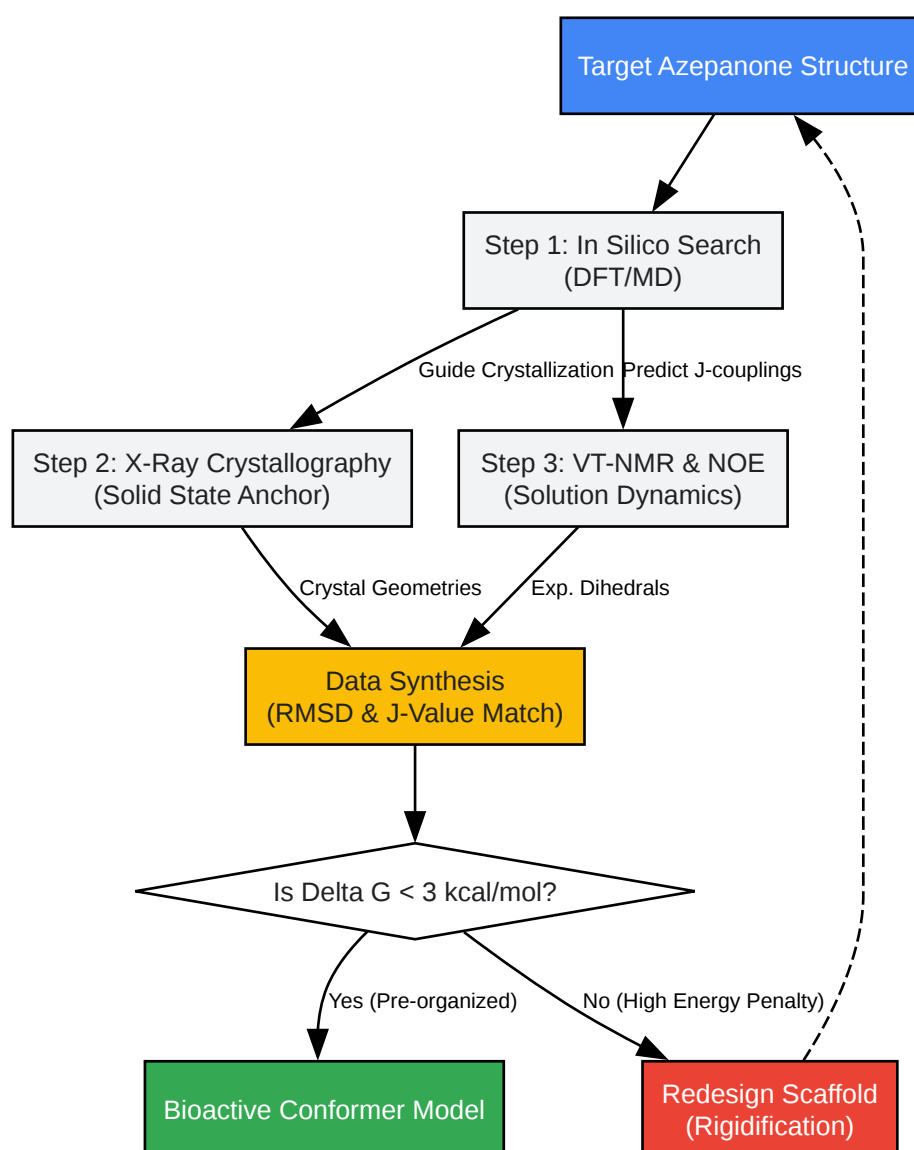 Target Azepanone Structure
Step 1: In Silico Search
(DFT/MD)
Guide Crystallization
Predict J-couplings
Step 2: X-Ray Crystallography
(Solid State Anchor)
Step 3: VT-NMR & NOE
(Solution Dynamics)
Crystal Geometries
Exp. Dihedrals
Data Synthesis
(RMSD & J-Value Match)
Is Delta G < 3 kcal/mol?
Yes (Pre-organized)
No (High Energy Penalty)
Bioactive Conformer Model
Redesign Scaffold
(Rigidification)